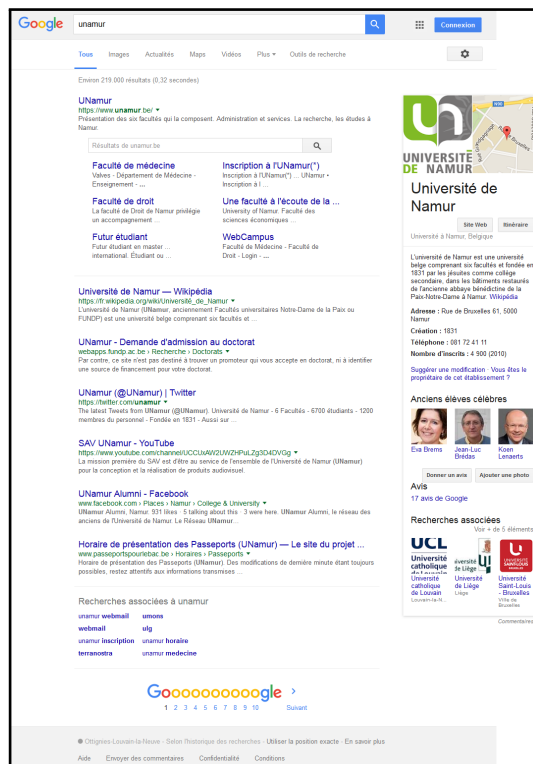 Google
unamur
Connexion
Tous Images Actualités Maps Vidéos Plus Outils de recherche
Environ 219.000 résultats (0,32 secondes)
UNamur
https://www.unamur.be/
Présentation des six facultés qui la composent. Administration et services. La recherche, les études à
Namur.
Résultats de unamur.be
Faculté de médecine
Valves - Département de Médecine -
Enseignement - ...
Inscription à l'UNamur(*)
Inscription à l'UNamur(*) ... UNamur •
Inscription à l ...
Faculté de droit
La faculté de Droit de Namur privilégie
un accompagnement ...
Une faculté à l'écoute de la ...
University of Namur. Faculté des
sciences économiques ...
Futur étudiant
Futur étudiant en master ...
international. Étudiant ou ...
WebCampus
Faculté de Médecine - Faculté de
Droit - Login - ...
Université de Namur — Wikipédia
https://fr.wikipedia.org/wiki/Université_de_Namur
L'université de Namur (UNamur, anciennement Facultés universitaires Notre-Dame de la Paix ou
FUNDP) est une université belge comprenant six facultés et ...
UNamur - Demande d'admission au doctorat
webapps.fundp.ac.be › Recherche › Doctorats
Par contre, ce site n'est pas destiné à trouver un promoteur qui vous accepte en doctorat, ni à identifier
une source de financement pour votre doctorat.
UNamur (@UNamur) | Twitter
https://twitter.com/unamur
The latest Tweets from UNamur (@UNamur). Université de Namur - 6 Facultés - 6700 étudiants - 1200
membres du personnel - Fondée en 1831 - Aussi sur ...
SAV UNamur - YouTube
https://www.youtube.com/channel/UCCUxAW2UWZHPuLZg3D4DVGg
La mission première du SAV est d'être au service de l'ensemble de l'Université de Namur (UNamur)
pour la conception et la réalisation de produits audiovisuel.
UNamur Alumni - Facebook
www.facebook.com › Places › Namur › College & University
UNamur Alumni, Namur. 931 likes · 5 talking about this · 3 were here. UNamur Alumni, le réseau des
anciens de l'Université de Namur. Le Réseau UNamur...
Horaire de présentation des Passeports (UNamur) — Le site du projet ...
www.passeportspourlebac.be › Horaires › Passeports
Horaire de présentation des Passeports (UNamur). Des modifications de dernière minute étant toujours
possibles, restez attentifs aux informations transmises ...
Recherches associées à unamur
unamur webmail umons
webmail ulg
unamur inscription unamur horaire
terranostra unamur medecine
Goooooooooogle
1 2 3 4 5 6 7 8 9 10 Suivant
UNIVERSITÉ
DE NAMUR
Université de
Namur
Site Web Itinéraire
Université à Namur, Belgique
L'université de Namur est une université
belge comprenant six facultés et fondée en
1831 par les jésuites comme collège
secondaire, dans les bâtiments restaurés
de l'ancienne abbaye bénédictine de la
Paix-Notre-Dame à Namur. Wikipédia
Adresse : Rue de Bruxelles 61, 5000
Namur
Création : 1831
Téléphone : 081 72 41 11
Nombre d'inscrits : 4 900 (2010)
Suggérer une modification · Vous êtes le
propriétaire de cet établissement ?
Anciens élèves célèbres
Eva Brems
Jean-Luc
Brédas
Koen
Lenaerts
Donner un avis Ajouter une photo
Avis
17 avis de Google
Recherches associées
Voir + de 5 éléments
UCL
Université
catholique
Université
catholique
de Louvain
Louvain-la-N...
de Liège
Université
de Liège
Liège
SAINT-LOUIS
Université
Saint-Louis
- Bruxelles
Ville de
Bruxelles
Commentaires
Ottignies-Louvain-la-Neuve - Selon l'historique des recherches - Utiliser la position exacte - En savoir plus
Aide Envoyer des commentaires Confidentialité Conditions